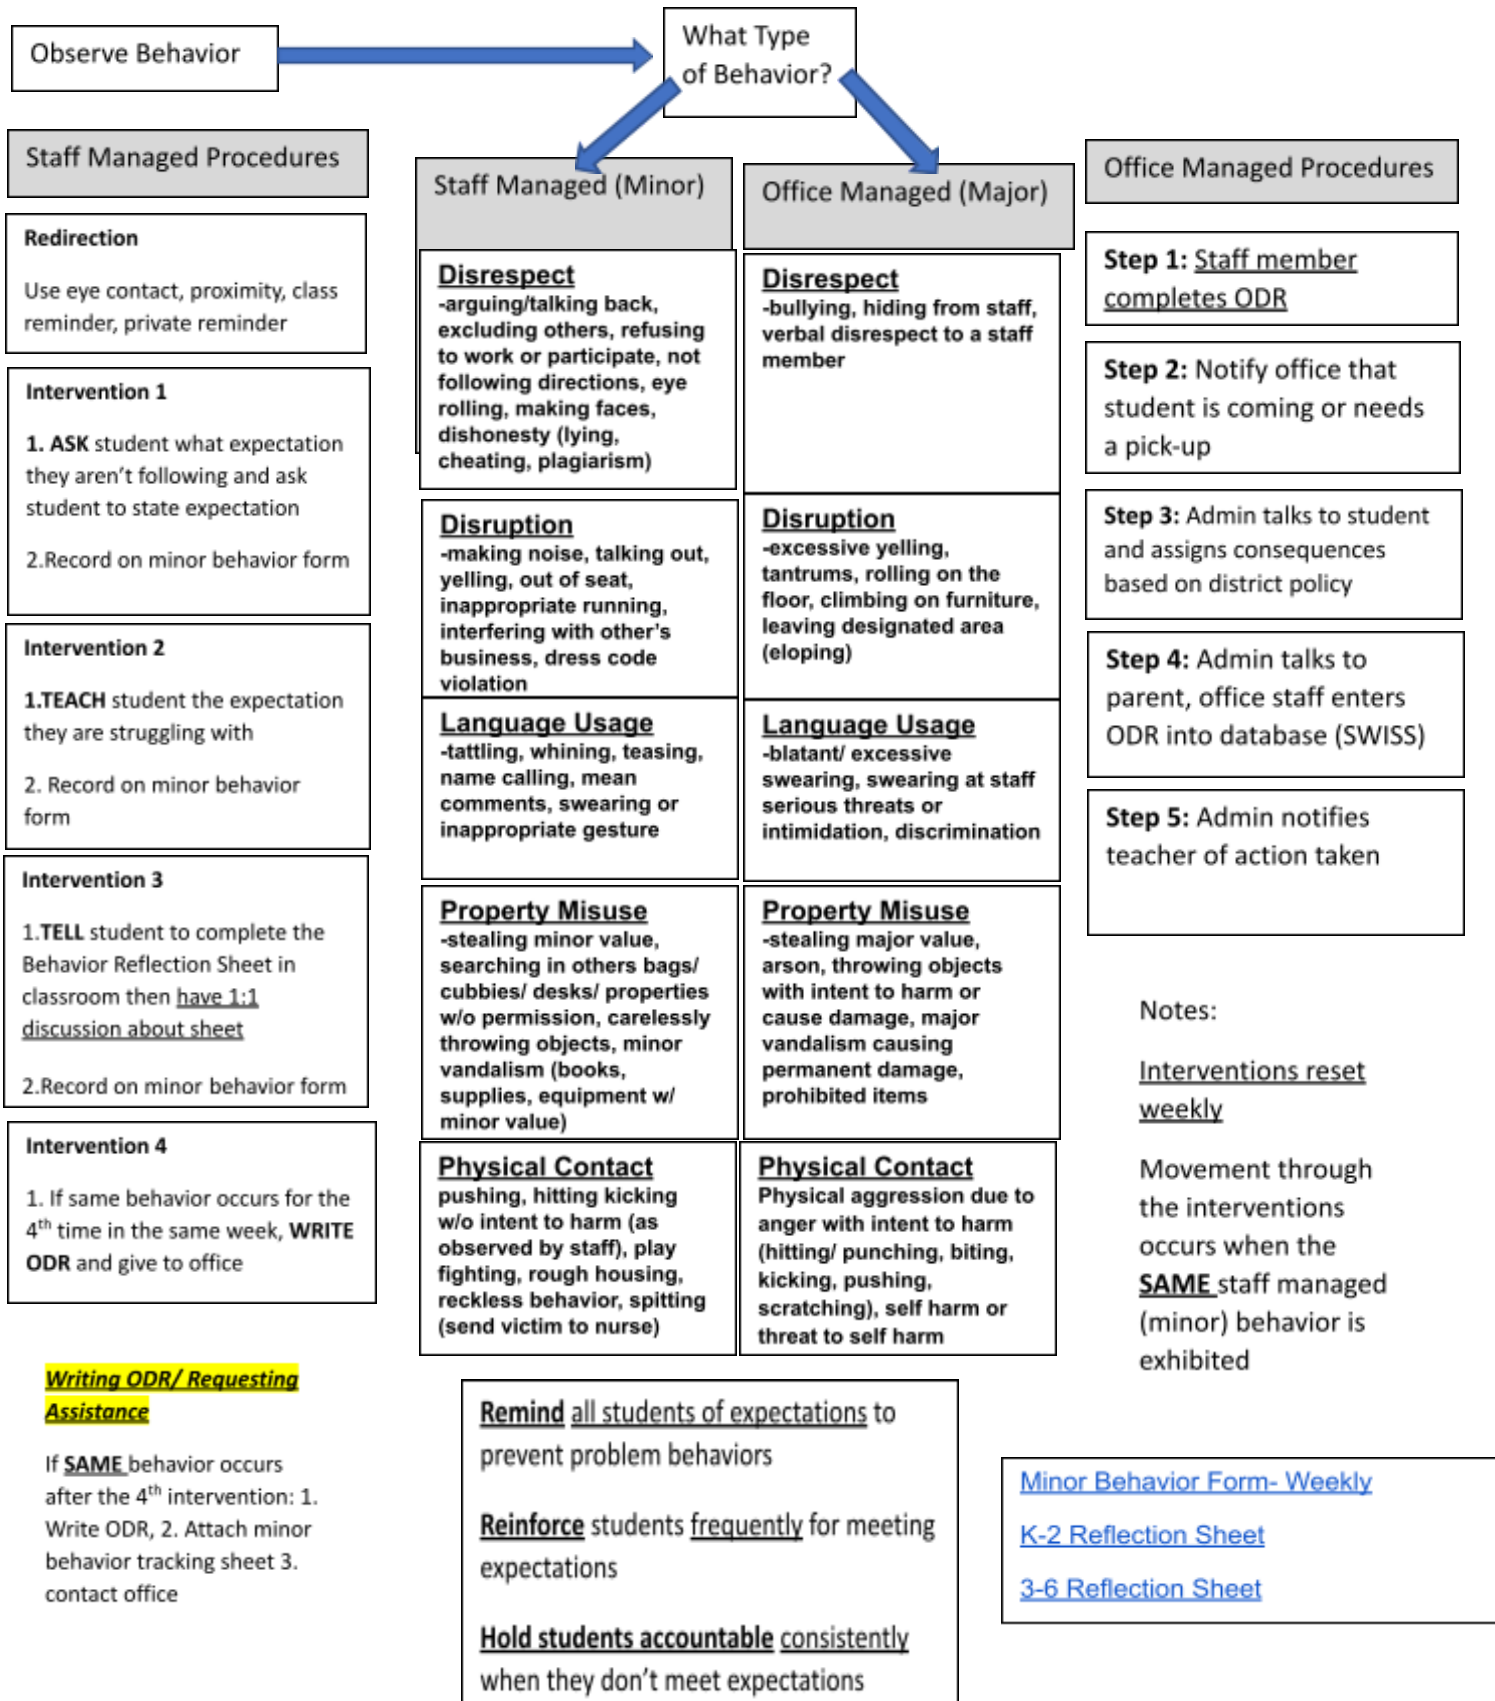 Observe Behavior
What Type
of Behavior?
Staff Managed Procedures
Redirection
Use eye contact, proximity, class
reminder, private reminder
Intervention 1
1. ASK student what expectation
they aren't following and ask
student to state expectation
2.Record on minor behavior form
Intervention 2
1.TEACH student the expectation
they are struggling with
2. Record on minor behavior
form
Intervention 3
1.TELL student to complete the
Behavior Reflection Sheet in
classroom then have 1:1
discussion about sheet
2.Record on minor behavior form
Intervention 4
1. If same behavior occurs for the
4th time in the same week, WRITE
ODR and give to office
Writing ODR/ Requesting
Assistance
If SAME behavior occurs
after the 4th intervention: 1.
Write ODR, 2. Attach minor
behavior tracking sheet 3.
contact office
Staff Managed (Minor)
Disrespect
-arguing/talking back,
excluding others, refusing
to work or participate, not
following directions, eye
rolling, making faces,
dishonesty (lying,
cheating, plagiarism)
Disruption
-making noise, talking out,
yelling, out of seat,
inappropriate running,
interfering with other's
business, dress code
violation
Language Usage
-tattling, whining, teasing,
name calling, mean
comments, swearing or
inappropriate gesture
Property Misuse
-stealing minor value,
searching in others bags/
cubbies/ desks/ properties
w/o permission, carelessly
throwing objects, minor
vandalism (books,
supplies, equipment w/
minor value)
Physical Contact
pushing, hitting kicking
w/o intent to harm (as
observed by staff), play
fighting, rough housing,
reckless behavior, spitting
(send victim to nurse)
Office Managed (Major)
Disrespect
-bullying, hiding from staff,
verbal disrespect to a staff
member
Disruption
-excessive yelling,
tantrums, rolling on the
floor, climbing on furniture,
leaving designated area
(eloping)
Language Usage
-blatant/ excessive
swearing, swearing at staff
serious threats or
intimidation, discrimination
Property Misuse
-stealing major value,
arson, throwing objects
with intent to harm or
cause damage, major
vandalism causing
permanent damage,
prohibited items
Physical Contact
Physical aggression due to
anger with intent to harm
(hitting/ punching, biting,
kicking, pushing,
scratching), self harm or
threat to self harm
Remind all students of expectations to
prevent problem behaviors
Reinforce students frequently for meeting
expectations
Hold students accountable consistently
when they don't meet expectations
Office Managed Procedures
Step 1: Staff member
completes ODR
Step 2: Notify office that
student is coming or needs
a pick-up
Step 3: Admin talks to student
and assigns consequences
based on district policy
Step 4: Admin talks to
parent, office staff enters
ODR into database (SWISS)
Step 5: Admin notifies
teacher of action taken
Notes:
Interventions reset
weekly
Movement through
the interventions
occurs when the
SAME staff managed
(minor) behavior is
exhibited
Minor Behavior Form- Weekly
K-2 Reflection Sheet
3-6 Reflection Sheet